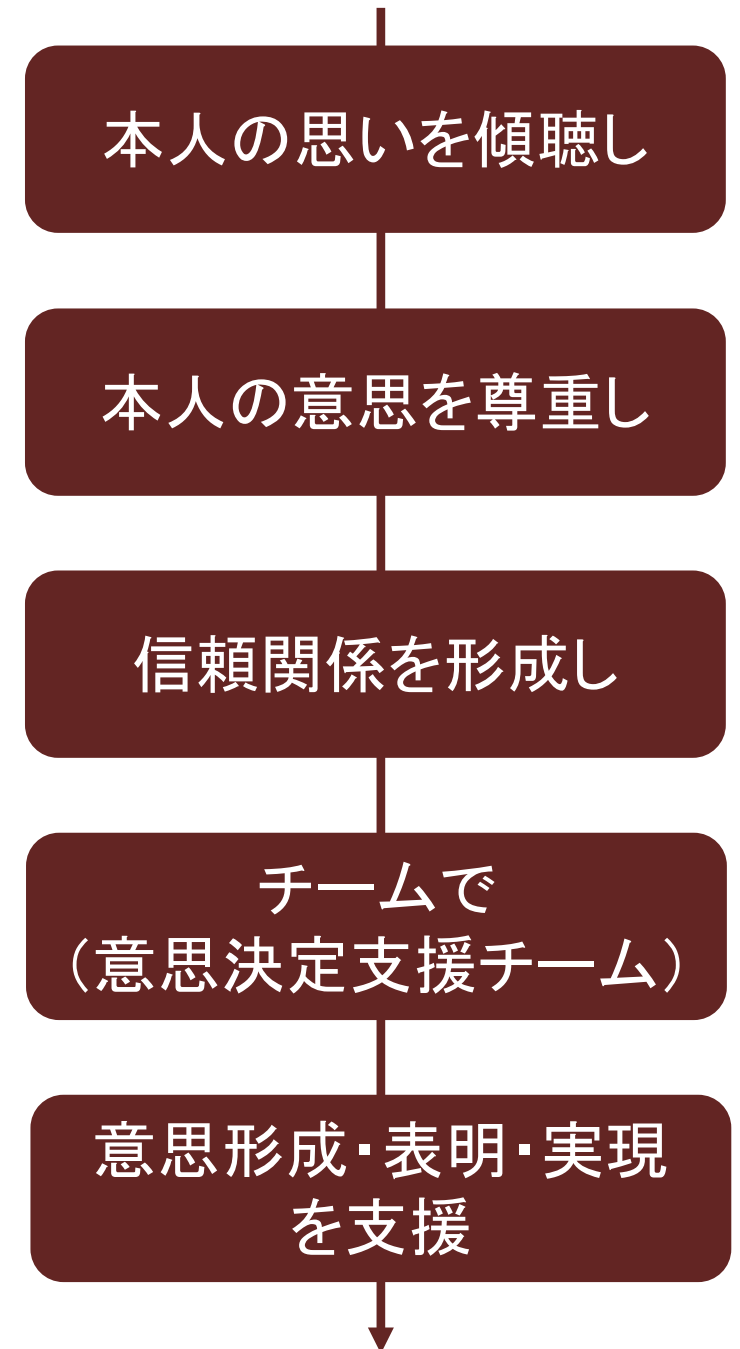 本人の思いを傾聴し
本人の意思を尊重し
信頼関係を形成し
チームで
（意思決定支援チーム）
意思形成・表明・実現
を支援